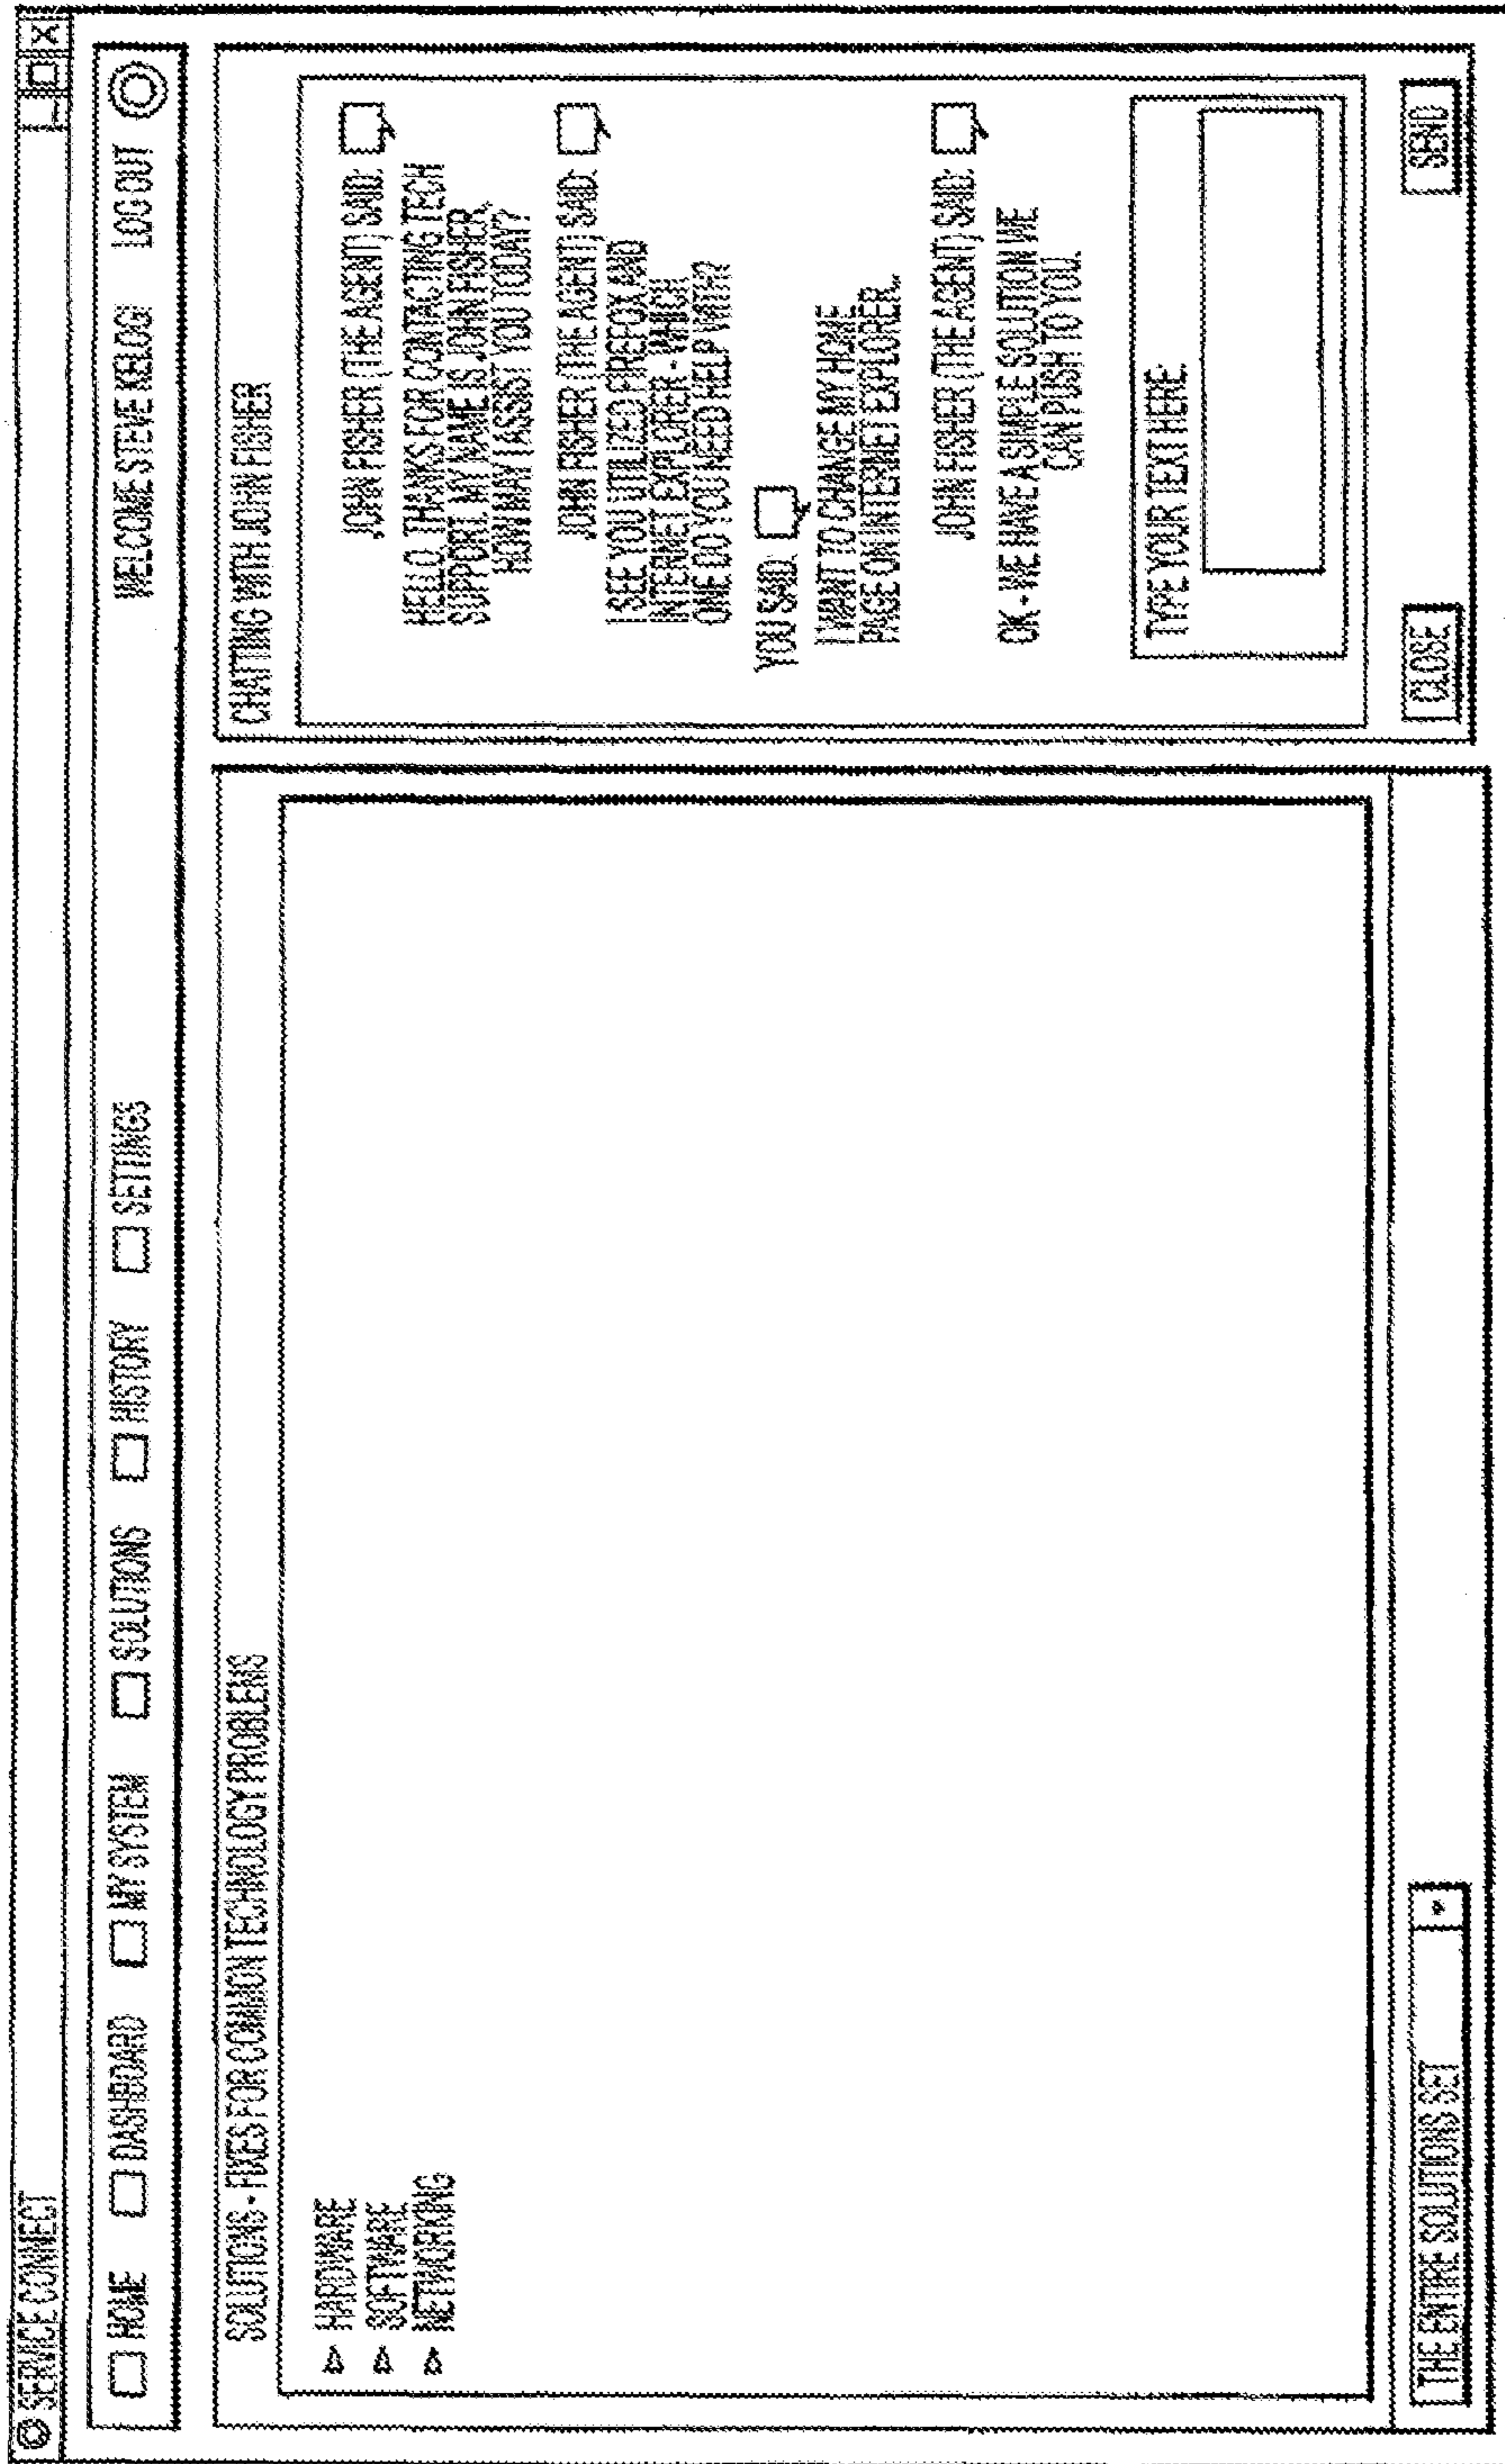 SERVICE CONNECT
HOME DASHBOARD MY SYSTEM SOLUTIONS HISTORY SETTINGS WELCOME STEVE KELOGI LOG OUT
SOLUTIONS - FIXES FOR COMMON TECHNOLOGY PROBLEMS
HARDWARE
SOFTWARE
NETWORKING
THE ENTIRE SOLUTIONS SET
CHATTING WITH JOHN FISHER
JOHN FISHER (THE AGENT) SAID:
HELLO, THANKS FOR CONTACTING TECH
SUPPORT. MY NAME IS JOHN FISHER,
HOW MAY I ASSIST YOU TODAY?
JOHN FISHER (THE AGENT) SAID:
I SEE YOU UTILIZED FIREFOX AND
INTERNET EXPLORER - WHICH
ONE DO YOU NEED HELP WITH?
YOU SAID:
I WANT TO CHANGE MY HOME
PAGE ON INTERNET EXPLORER..
JOHN FISHER (THE AGENT) SAID:
OK - WE HAVE A SIMPLE SOLUTION WE
CAN PUSH TO YOU.
TYPE YOUR TEXT HERE:
CLOSE SEND